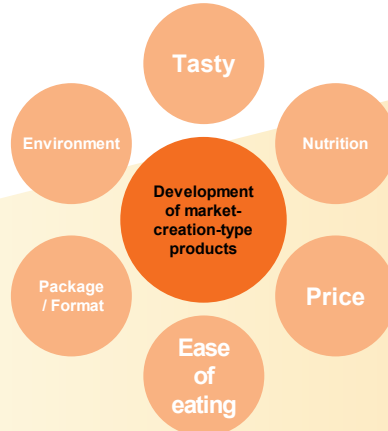 Tasty
Environment
Nutrition
Development
of market-
creation-type
products
Package
/ Format
Price
Ease
of
eating